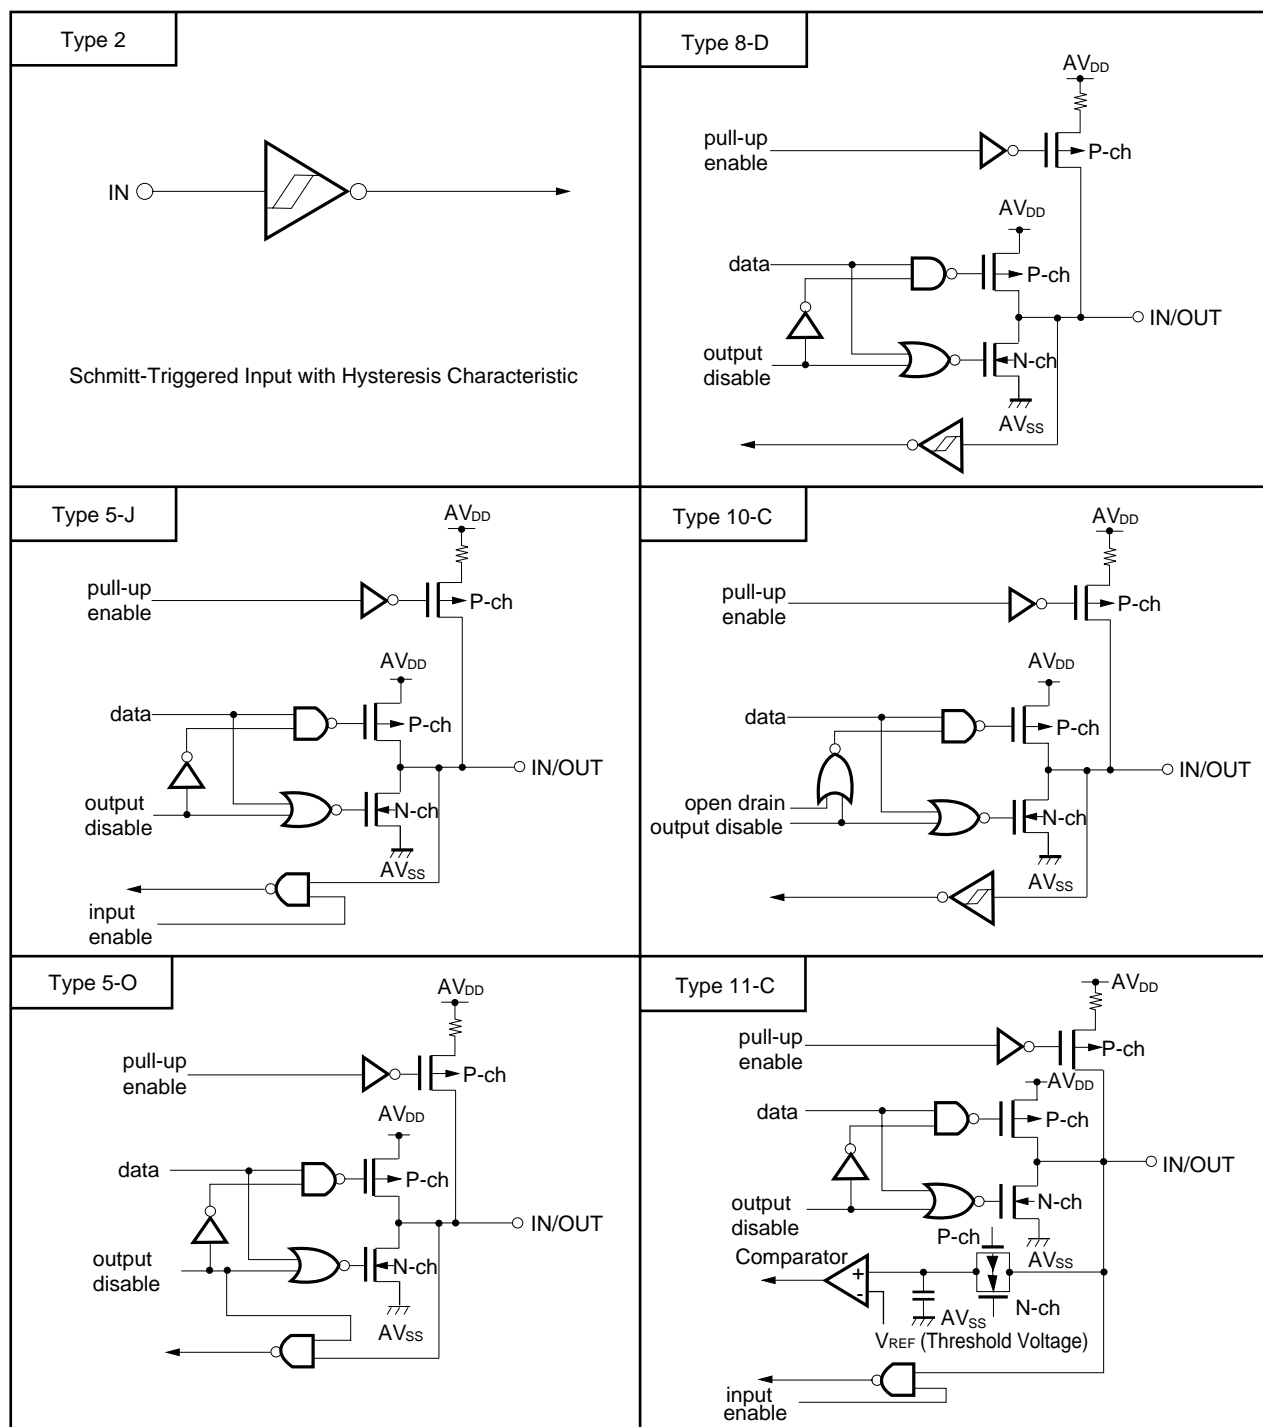 Type 2
IN
Schmitt-Triggered Input with Hysteresis Characteristic
Type 8-D
AVDD
pull-up
enable
P-ch
AVDD
data
P-ch
IN/OUT
output
disable
N-ch
AVSS
Type 5-J
AVDD
pull-up
enable
P-ch
AVDD
data
P-ch
IN/OUT
output
disable
N-ch
AVSS
input
enable
Type 10-C
AVDD
pull-up
enable
P-ch
AVDD
data
P-ch
IN/OUT
open drain
output disable
N-ch
AVSS
Type 5-O
AVDD
pull-up
enable
P-ch
AVDD
data
P-ch
IN/OUT
output
disable
N-ch
AVSS
Type 11-C
AVDD
pull-up
enable
P-ch
AVDD
data
P-ch
IN/OUT
output
disable
N-ch
P-ch
AVSS
Comparator
+
-
N-ch
AVSS
VREF (Threshold Voltage)
input
enable